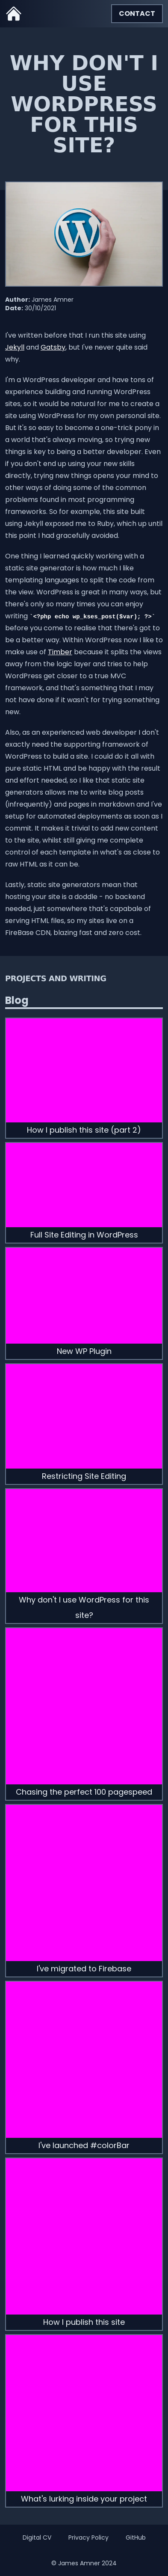 CONTACT
WHY DON'T I
USE
WORDPRESS
FOR THIS
SITE?
Author: James Amner
Date: 30/10/2021
I've written before that I run this site using
Jekyll and Gatsby, but I've never quite said
why.
I'm a WordPress developer and have tons of
experience building and running WordPress
sites, so it would be natural for me to create a
site using WordPress for my own personal site.
But it's so easy to become a one-trick pony in
a world that's always moving, so trying new
things is key to being a better developer. Even
if you don't end up using your new skills
directly, trying new things opens your mind to
other ways of doing some of the common
problems found in most programming
frameworks. So for example, this site built
using Jekyll exposed me to Ruby, which up until
this point I had prgoatively avoided.
One thing I learned quickly working with a
static site generator is how much I like
templating languages to split the code from
the view. WordPress is great in many ways, but
there's only so many times you can enjoy
writing `<?php echo wp_kses_post($var); ?>`
before you come to realise that there's got to
be a better way. Within WordPress now I like to
make use of Timber because it splits the views
away from the logic layer and tries to help
WordPress get closer to a true MVC
framework, and that's something that I may
not have done if it wasn't for trying something
new.
Also, as an experienced web developer I don't
exactly need the supporting framework of
WordPress to build a site. I could do it all with
pure static HTML and be happy with the result
and effort needed, so I like that static site
generators allow me to write blog posts
(infrequently) and pages in markdown and I've
setup for automated deployments as soon as I
commit. It makes it trivial to add new content
to the site, whilst still giving me complete
control of each template in what's as close to
raw HTML as it can be.
Lastly, static site generators mean that
hosting your site is a doddle - no backend
needed, just somewhere that's capabale of
serving HTML files, so my sites live on a
FireBase CDN, blazing fast and zero cost.
PROJECTS AND WRITING
Blog
How I publish this site (part 2)
Full Site Editing in WordPress
New WP Plugin
Restricting Site Editing
Why don't I use WordPress for this
site?
Chasing the perfect 100 pagespeed
I've migrated to Firebase
I've launched #colorBar
How I publish this site
What's lurking inside your project
Digital CV Privacy Policy GitHub
© James Amner 2024